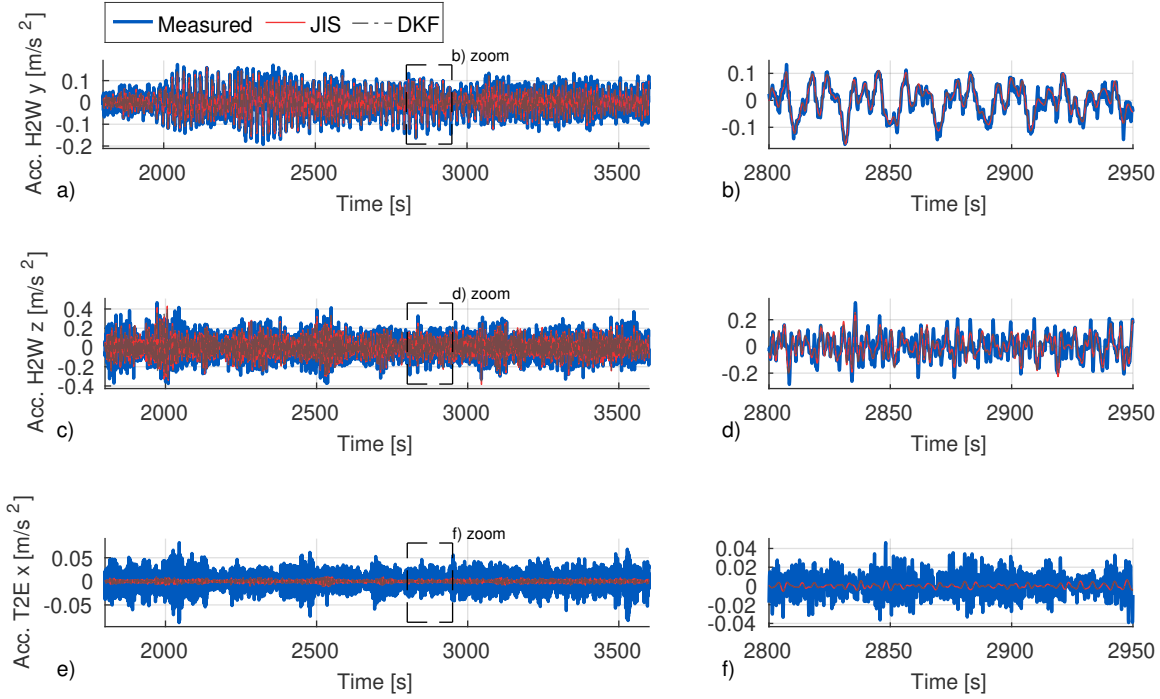 Measured JIS DKF
b) zoom
Acc. H2W y [m/s 2]
0.1
0
-0.1
-0.2
2000 2500 3000 3500
Time [s]
a)
0.1
0
-0.1
2800 2850 2900 2950
Time [s]
b)
d) zoom
Acc. H2W z [m/s 2]
0.4
0.2
0
-0.2
-0.4
2000 2500 3000 3500
Time [s]
c)
0.2
0
-0.2
2800 2850 2900 2950
Time [s]
d)
f) zoom
Acc. T2E x [m/s 2]
0.05
0
-0.05
2000 2500 3000 3500
Time [s]
e)
0.04
0.02
0
-0.02
-0.04
2800 2850 2900 2950
Time [s]
f)